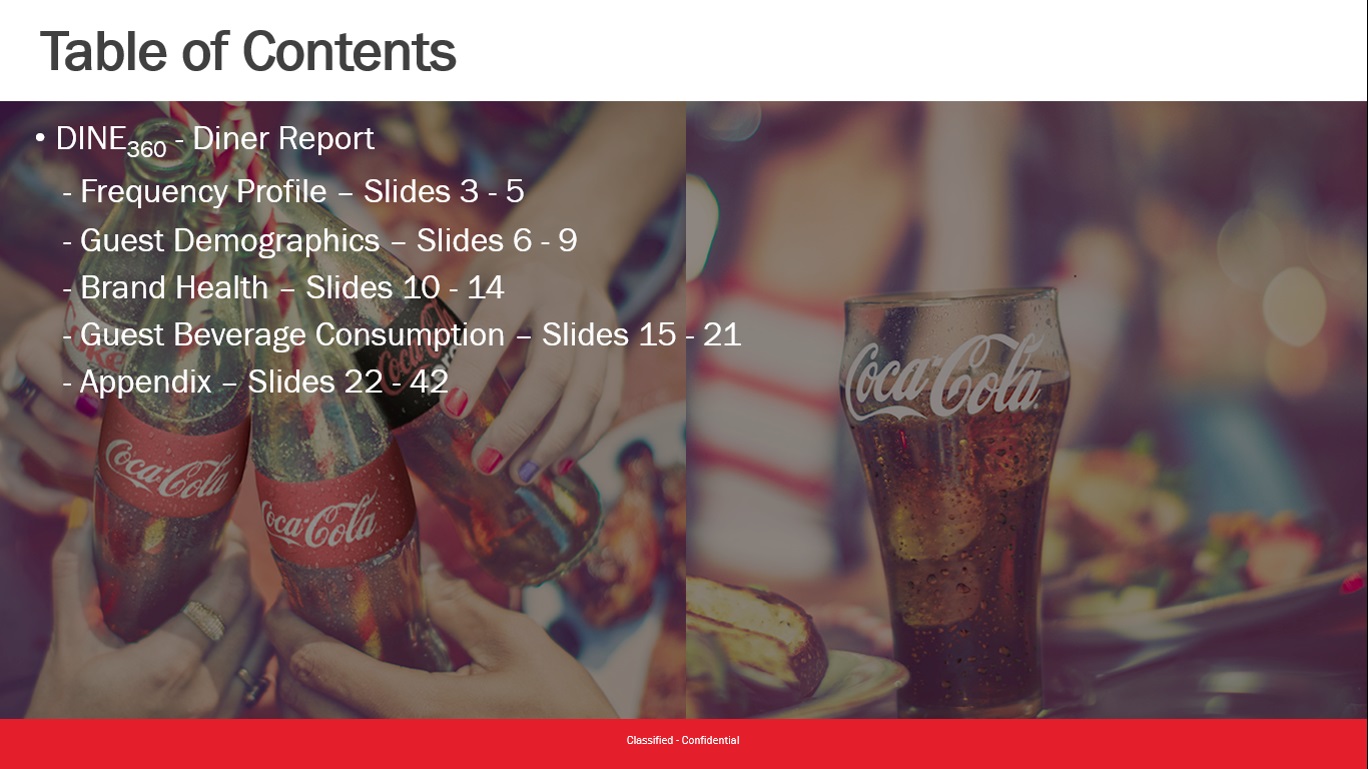 Table of Contents
• DINE360 - Diner Report
- Frequency Profile – Slides 3 - 5
- Guest Demographics – Slides 6 - 9
- Brand Health – Slides 10 - 14
- Guest Beverage Consumption – Slides 15 - 21
- Appendix – Slides 22 - 42
Coca-Cola
Coca-Cola
Coca-Cola
Coca-Cola
Classified - Confidential